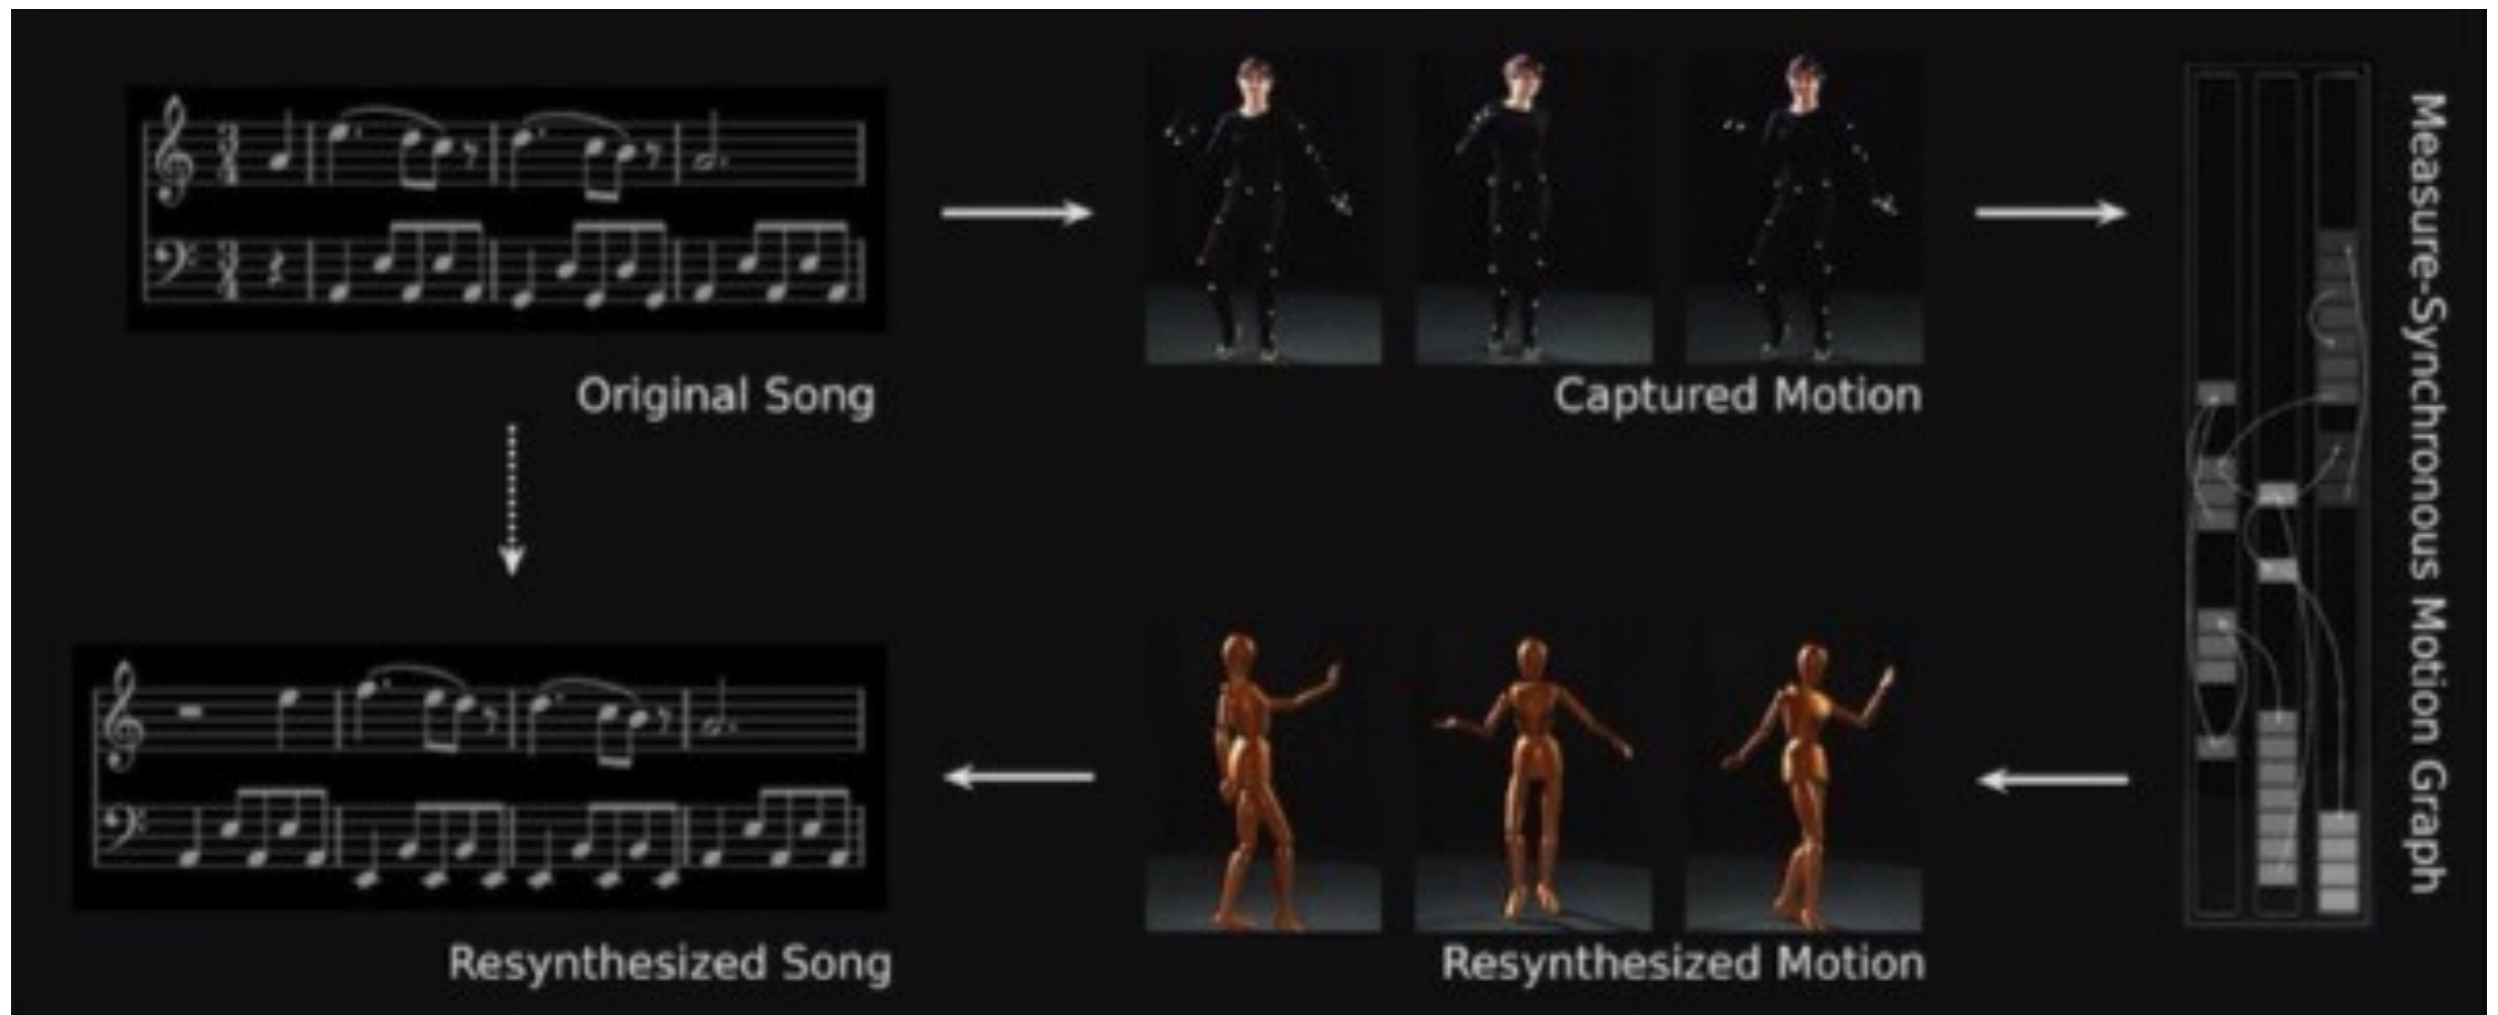 Original Song
Captured Motion
Measure-Synchronous Motion Graph
Resynthesized Song
Resynthesized Motion